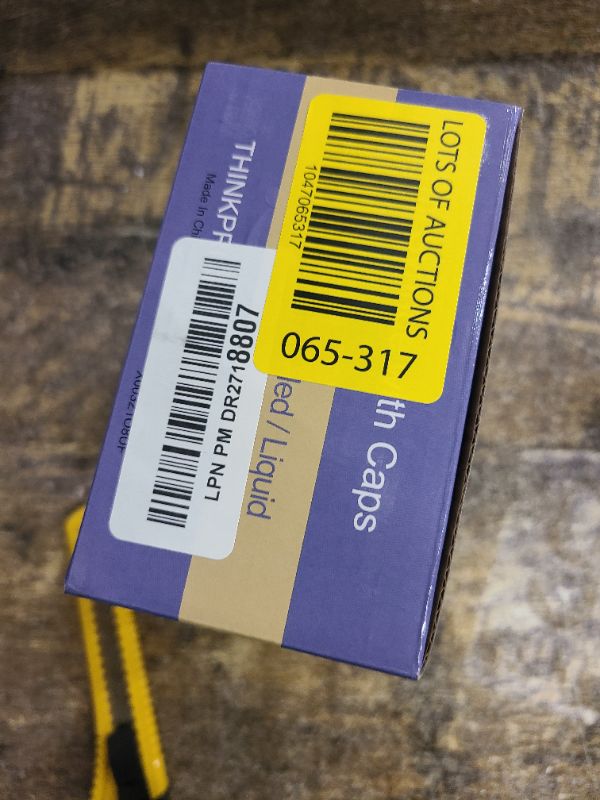 LOTS OF AUCTIONS
1047065317
065-317
THINKPR
Made In Ch
LPN PM DR2718807
led / Liquid
th Caps